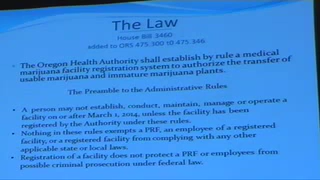 The Law
House Bill 3460
added to ORS 475.300 t0 475.346
• The Oregon Health Authority shall establish by rule a medical
marijuana facility registration system to authorize the transfer of
usable marijuana and immature marijuana plants.
The Preamble to the Administrative Rules
• A person may not establish, conduct, maintain, manage or operate a
facility on or after March 1, 2014, unless the facility has been
registered by the Authority under these rules.
• Nothing in these rules exempts a PRF, an employee of a registered
facility, or a registered facility from complying with any other
applicable state or local laws.
• Registration of a facility does not protect a PRF or employees from
possible criminal prosecution under federal law.